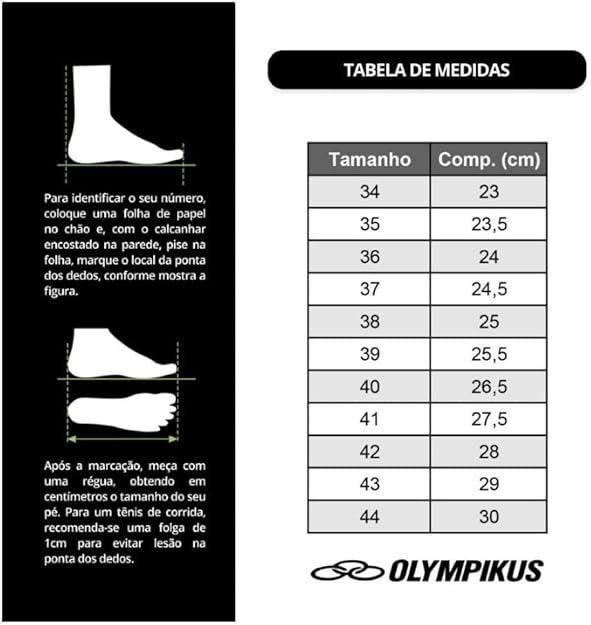 Para identificar o seu número,
coloque uma folha de papel
no chão e, com o calcanhar
encostado na parede, pise na
folha, marque o local da ponta
dos dedos, conforme mostra a
figura.
Após a marcação, meça com
uma régua, obtendo em
centímetros o tamanho do seu
pé. Para um tênis de corrida,
recomenda-se uma folga de
1cm para evitar lesão na
ponta dos dedos.
TABELA DE MEDIDAS
Tamanho Comp. (cm)
34 23
35 23,5
36 24
37 24,5
38 25
39 25,5
40 26,5
41 27,5
42 28
43 29
44 30
OLYMPIKUS